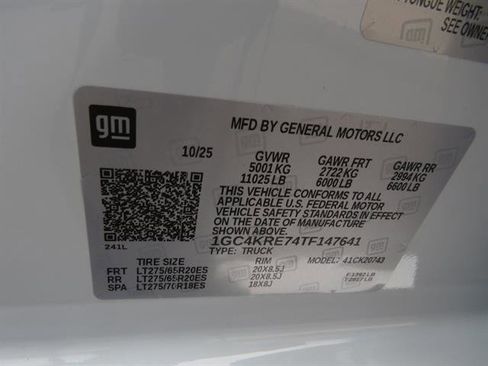 TONGUE WEIGHT:
SEE OWNER
gm
MFD BY GENERAL MOTORS LLC
10/25 GVWR GAWR FRT GAWR RR
5001 KG 2722 KG 2994 KG
11025 LB 6000 LB 6600 LB
THIS VEHICLE CONFORMS TO ALL
APPLICABLE U.S. FEDERAL MOTOR
VEHICLE SAFETY STANDARDS IN
EFFECT ON THE DATE OF MANUFACTURE
SHOWN ABOVE.
1GC4KRE74TF147641
241L TYPE: TRUCK MODEL: 41CK20743
TIRE SIZE RIM
FRT LT275/65R20ES 20X8.5J
RR LT275/65R20ES 20X8.5J
SPA LT275/70R18ES 18X8J